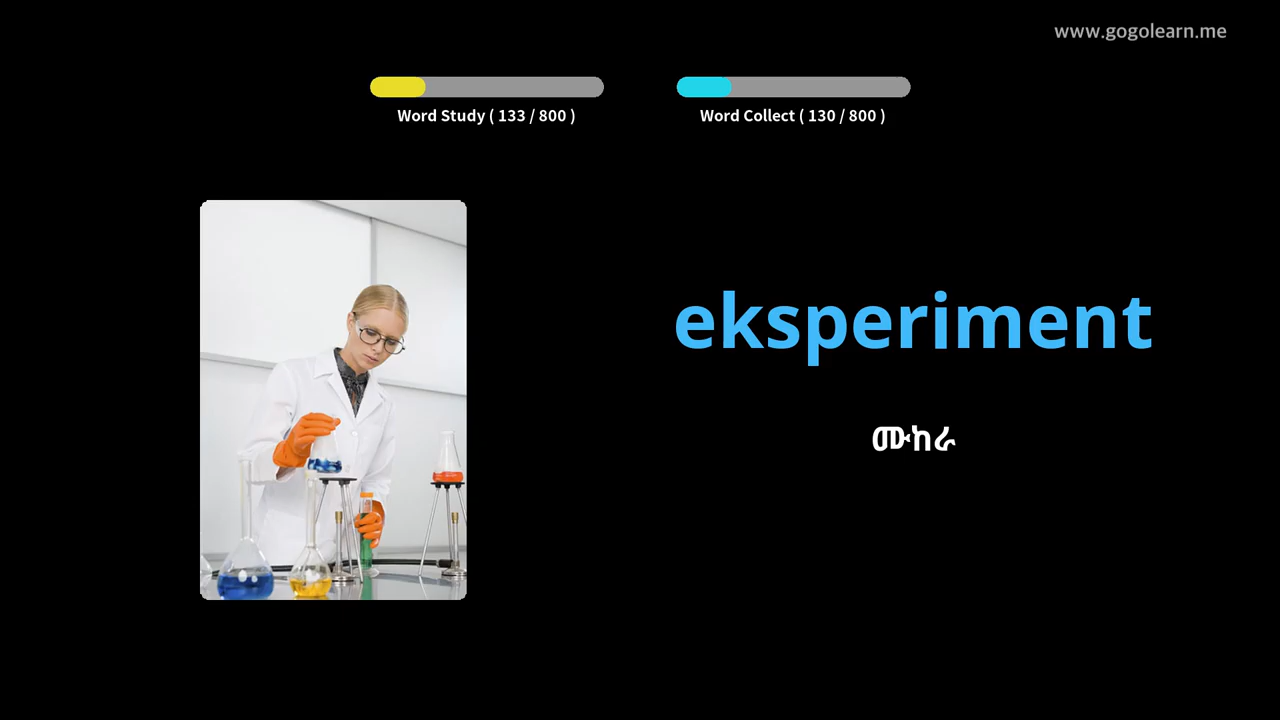 www.gogolearn.me
Word Study ( 133 / 800 )
Word Collect ( 130 / 800 )
eksperiment
ሙከራ